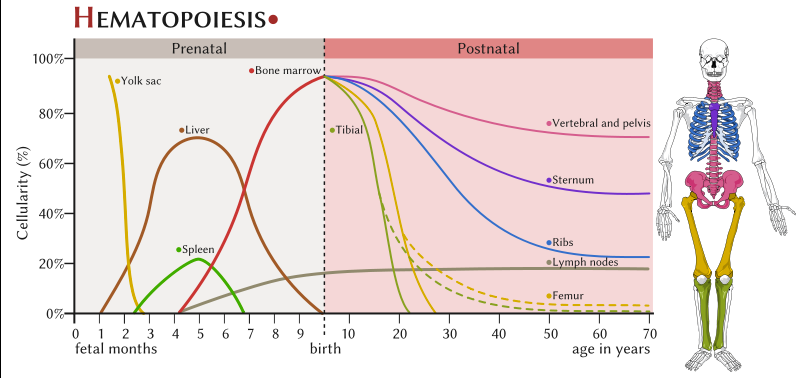 HEMATOPOIESIS
Prenatal
Postnatal
Cellularity (%)
100%
80%
60%
40%
20%
0%
Yolk sac
Bone marrow
Liver
Tibial
Spleen
Vertebral and pelvis
Sternum
Ribs
Lymph nodes
Femur
0 1 2 3 4 5 6 7 8 9 10 20 30 40 50 60 70
fetal months birth age in years